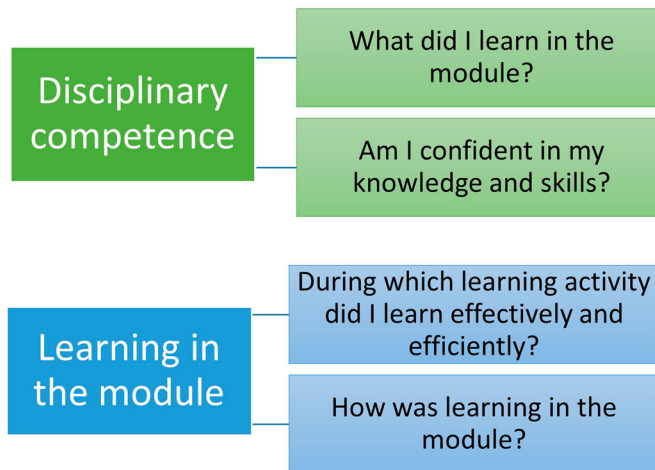 Disciplinary
competence
What did I learn in the
module?
Am I confident in my
knowledge and skills?
Learning in
the module
During which learning activity
did I learn effectively and
efficiently?
How was learning in the
module?